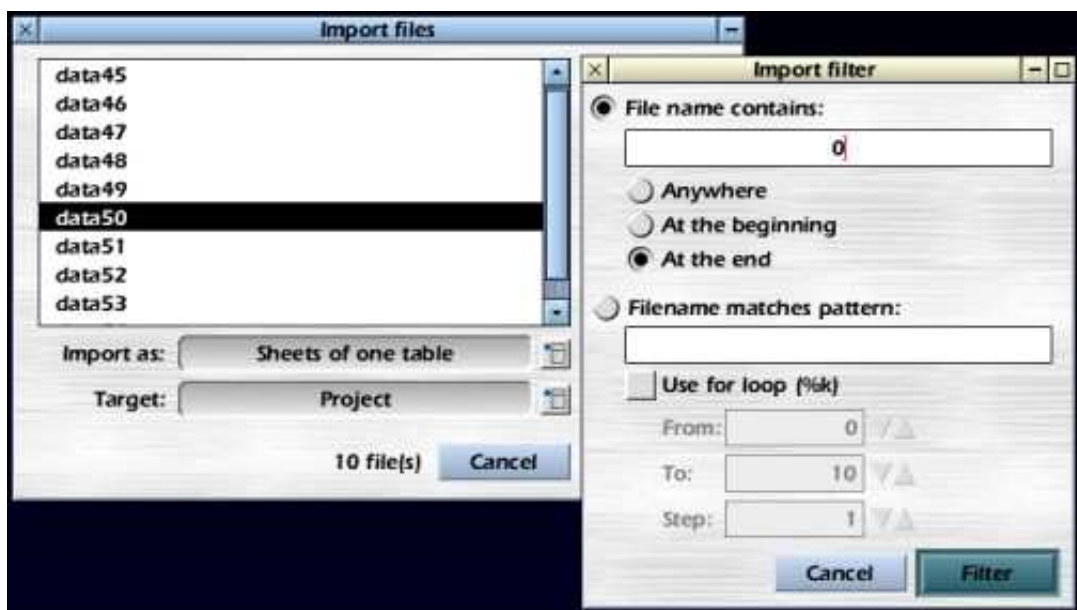 Import files
data45
data46
data47
data48
data49
data50
data51
data52
data53
Import as: Sheets of one table
Target: Project
10 file(s) Cancel
Import filter
File name contains:
0
Anywhere
At the beginning
At the end
Filename matches pattern:
Use for loop (%k)
From: 0
To: 10
Step: 1
Cancel Filter